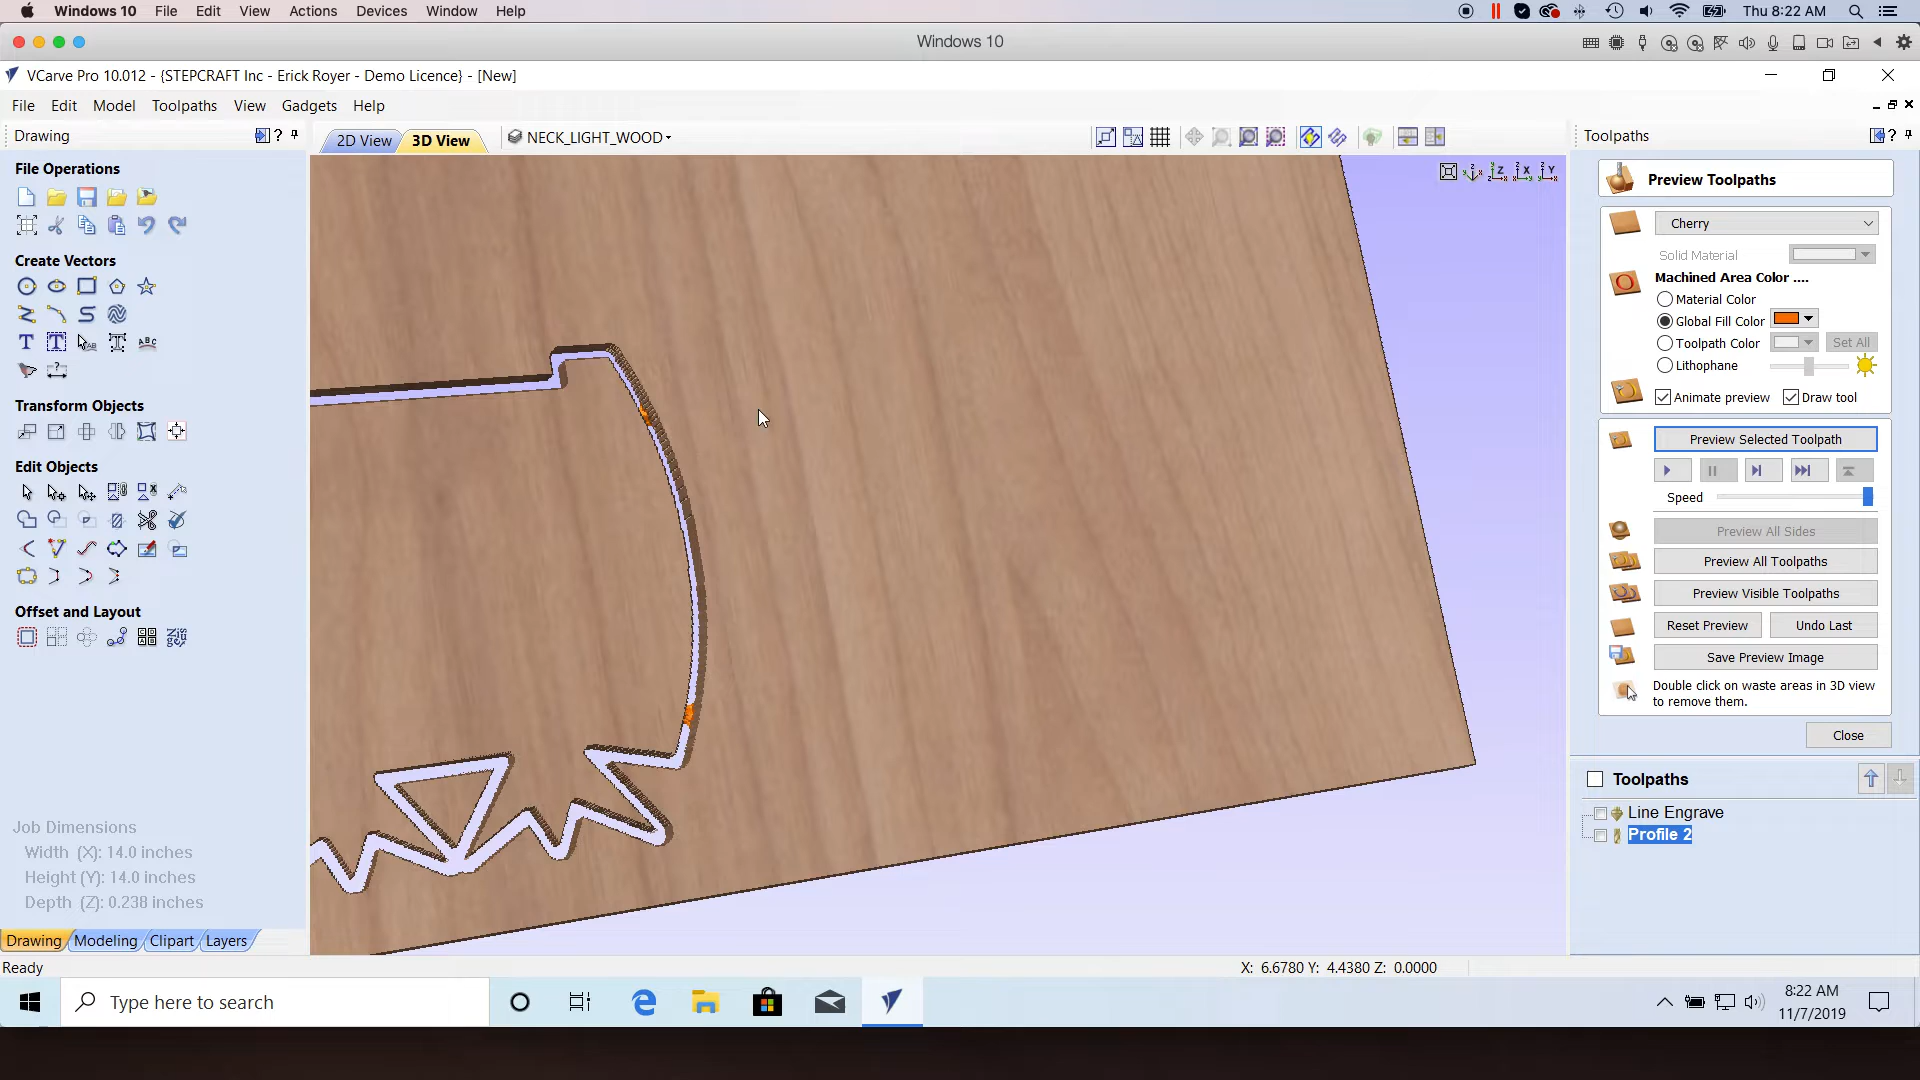 Windows 10 File Edit View Actions Devices Window Help Thu 8:22 AM
Windows 10
VCarve Pro 10.012 - {STEPCRAFT Inc - Erick Royer - Demo Licence} - [New]
File Edit Model Toolpaths View Gadgets Help
Drawing
File Operations
Create Vectors
Transform Objects
Edit Objects
Offset and Layout
Job Dimensions
Width (X): 14.0 inches
Height (Y): 14.0 inches
Depth (Z): 0.238 inches
Drawing Modeling Clipart Layers
Ready
2D View 3D View NECK_LIGHT_WOOD
X: 6.6780 Y: 4.4380 Z: 0.0000
Toolpaths
Preview Toolpaths
Cherry
Solid Material
Machined Area Color ....
Material Color
Global Fill Color
Toolpath Color Set All
Lithophane
Animate preview Draw tool
Preview Selected Toolpath
Speed
Preview All Sides
Preview All Toolpaths
Preview Visible Toolpaths
Reset Preview Undo Last
Save Preview Image
Double click on waste areas in 3D view
to remove them.
Close
Toolpaths
Line Engrave
Profile 2
Type here to search
8:22 AM
11/7/2019